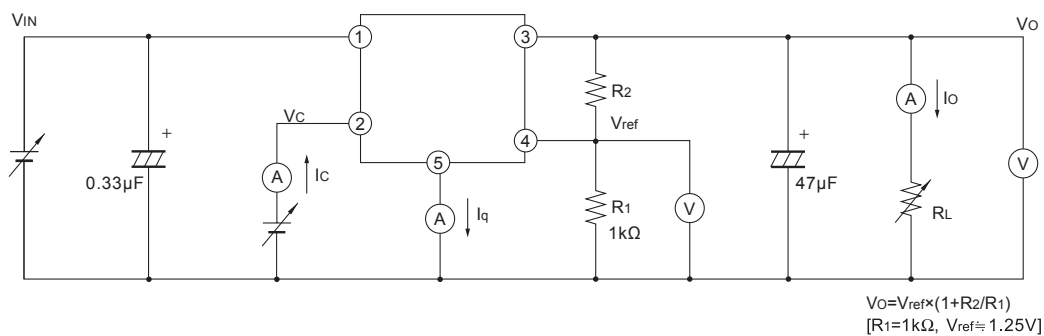 VIN
VO
1
3
R2
A
IO
VC
2
4
Vref
+
+
5
0.33μF
A
IC
A
Iq
R1
1kΩ
V
47μF
RL
V
VO=Vref×(1+R2/R1)
[R1=1kΩ, Vref≒1.25V]